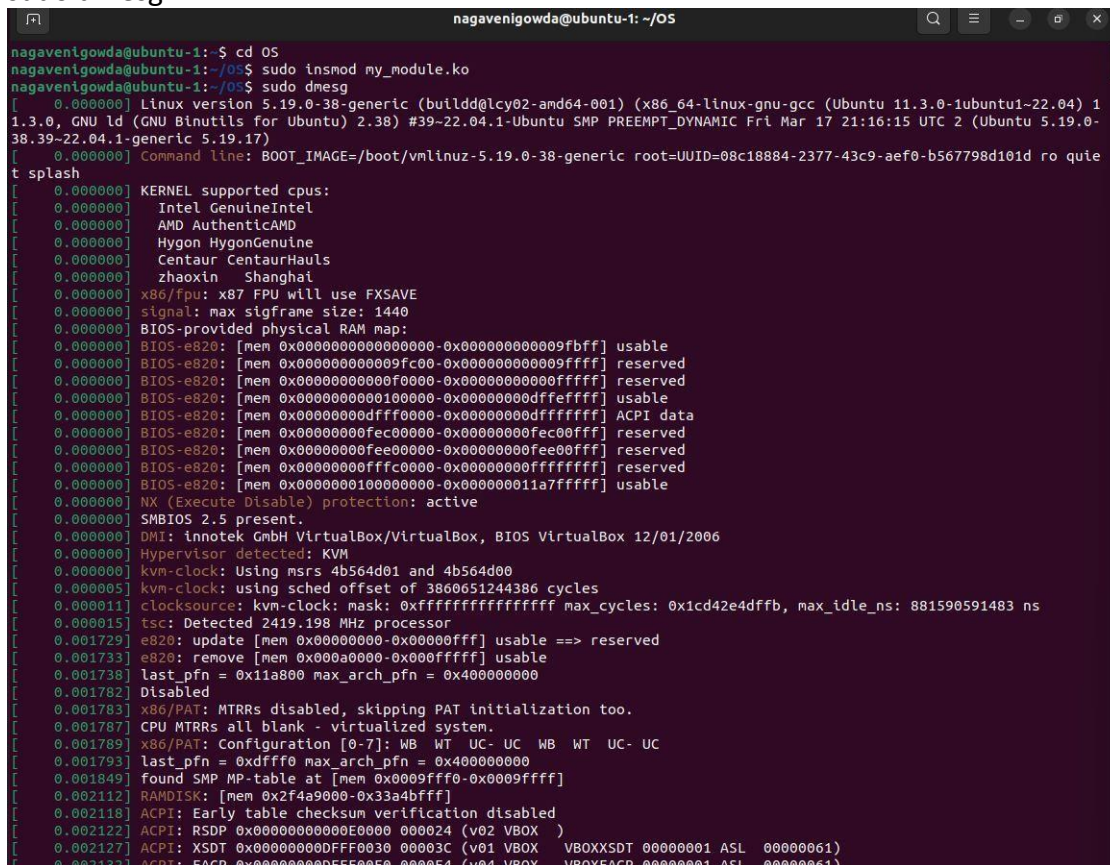 nagavenigowda@ubuntu-1: ~/OS
nagavenigowda@ubuntu-1:~$ cd OS
nagavenigowda@ubuntu-1:~/OS$ sudo insmod my_module.ko
nagavenigowda@ubuntu-1:~/OS$ sudo dmesg
[    0.000000] Linux version 5.19.0-38-generic (buildd@lcy02-amd64-001) (x86_64-linux-gnu-gcc (Ubuntu 11.3.0-1ubuntu1~22.04) 1
1.3.0, GNU ld (GNU Binutils for Ubuntu) 2.38) #39~22.04.1-Ubuntu SMP PREEMPT_DYNAMIC Fri Mar 17 21:16:15 UTC 2 (Ubuntu 5.19.0-
38.39~22.04.1-generic 5.19.17)
[    0.000000] Command line: BOOT_IMAGE=/boot/vmlinuz-5.19.0-38-generic root=UUID=08c18884-2377-43c9-aef0-b567798d101d ro quie
t splash
[    0.000000] KERNEL supported cpus:
[    0.000000]   Intel GenuineIntel
[    0.000000]   AMD AuthenticAMD
[    0.000000]   Hygon HygonGenuine
[    0.000000]   Centaur CentaurHauls
[    0.000000]   zhaoxin   Shanghai
[    0.000000] x86/fpu: x87 FPU will use FXSAVE
[    0.000000] signal: max sigframe size: 1440
[    0.000000] BIOS-provided physical RAM map:
[    0.000000] BIOS-e820: [mem 0x0000000000000000-0x000000000009fbff] usable
[    0.000000] BIOS-e820: [mem 0x000000000009fc00-0x000000000009ffff] reserved
[    0.000000] BIOS-e820: [mem 0x00000000000f0000-0x00000000000fffff] reserved
[    0.000000] BIOS-e820: [mem 0x0000000000100000-0x00000000dffeffff] usable
[    0.000000] BIOS-e820: [mem 0x00000000dfff0000-0x00000000dfffffff] ACPI data
[    0.000000] BIOS-e820: [mem 0x00000000fec00000-0x00000000fec00fff] reserved
[    0.000000] BIOS-e820: [mem 0x00000000fee00000-0x00000000fee00fff] reserved
[    0.000000] BIOS-e820: [mem 0x00000000fffc0000-0x00000000ffffffff] reserved
[    0.000000] BIOS-e820: [mem 0x0000000100000000-0x000000011a7fffff] usable
[    0.000000] NX (Execute Disable) protection: active
[    0.000000] SMBIOS 2.5 present.
[    0.000000] DMI: innotek GmbH VirtualBox/VirtualBox, BIOS VirtualBox 12/01/2006
[    0.000000] Hypervisor detected: KVM
[    0.000000] kvm-clock: Using msrs 4b564d01 and 4b564d00
[    0.000005] kvm-clock: using sched offset of 3860651244386 cycles
[    0.000011] clocksource: kvm-clock: mask: 0xffffffffffffffff max_cycles: 0x1cd42e4dffb, max_idle_ns: 881590591483 ns
[    0.000015] tsc: Detected 2419.198 MHz processor
[    0.001729] e820: update [mem 0x00000000-0x00000fff] usable ==> reserved
[    0.001733] e820: remove [mem 0x000a0000-0x000fffff] usable
[    0.001738] last_pfn = 0x11a800 max_arch_pfn = 0x400000000
[    0.001782] Disabled
[    0.001783] x86/PAT: MTRRs disabled, skipping PAT initialization too.
[    0.001787] CPU MTRRs all blank - virtualized system.
[    0.001789] x86/PAT: Configuration [0-7]: WB  WT  UC- UC  WB  WT  UC- UC
[    0.001793] last_pfn = 0xdfff0 max_arch_pfn = 0x400000000
[    0.001849] found SMP MP-table at [mem 0x0009fff0-0x0009ffff]
[    0.002112] RAMDISK: [mem 0x2f4a9000-0x33a4bfff]
[    0.002118] ACPI: Early table checksum verification disabled
[    0.002122] ACPI: RSDP 0x00000000000E0000 000024 (v02 VBOX  )
[    0.002127] ACPI: XSDT 0x00000000DFFF0030 00003C (v01 VBOX   VBOXXSDT 00000001 ASL  00000061)
[    0.002132] ACPI: FACP 0x00000000DFFF00F0 0000F4 (v04 VBOX   VBOXFACP 00000001 ASL  00000061)